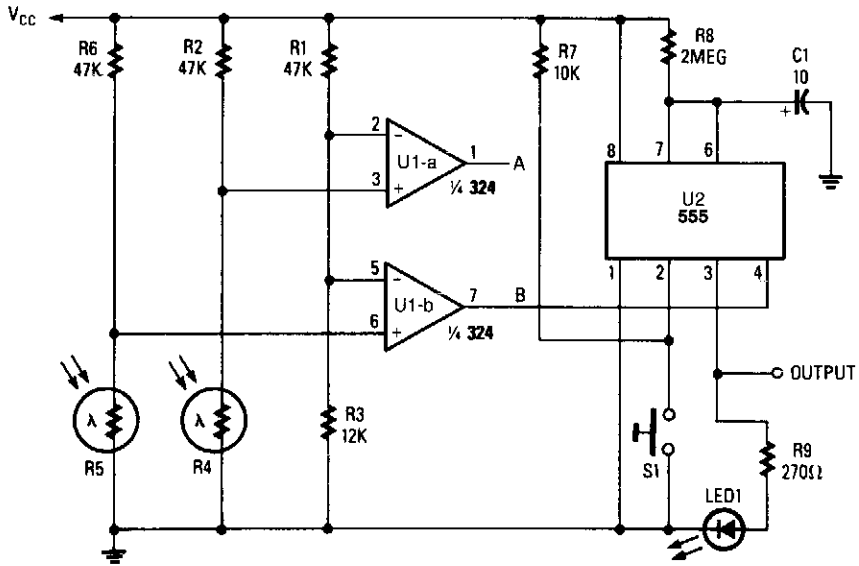 VCC
R6
47K
R2
47K
R1
47K
R7
10K
R8
2MEG
C1
10
+
2
−
U1-a
3
+
1
A
¼ 324
8
7
6
U2
555
1
2
3
4
5
−
U1-b
6
+
7
B
¼ 324
OUTPUT
λ
R5
λ
R4
R3
12K
S1
R9
270Ω
LED1